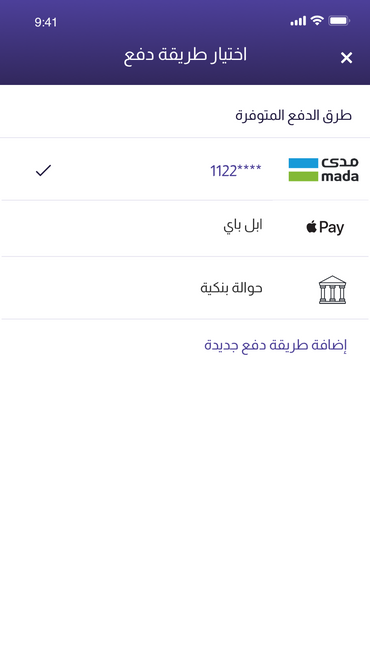 9:41
اختيار طريقة دفع
طرق الدفع المتوفرة
مدى
mada
1122****
Pay
ابل باي
حوالة بنكية
إضافة طريقة دفع جديدة